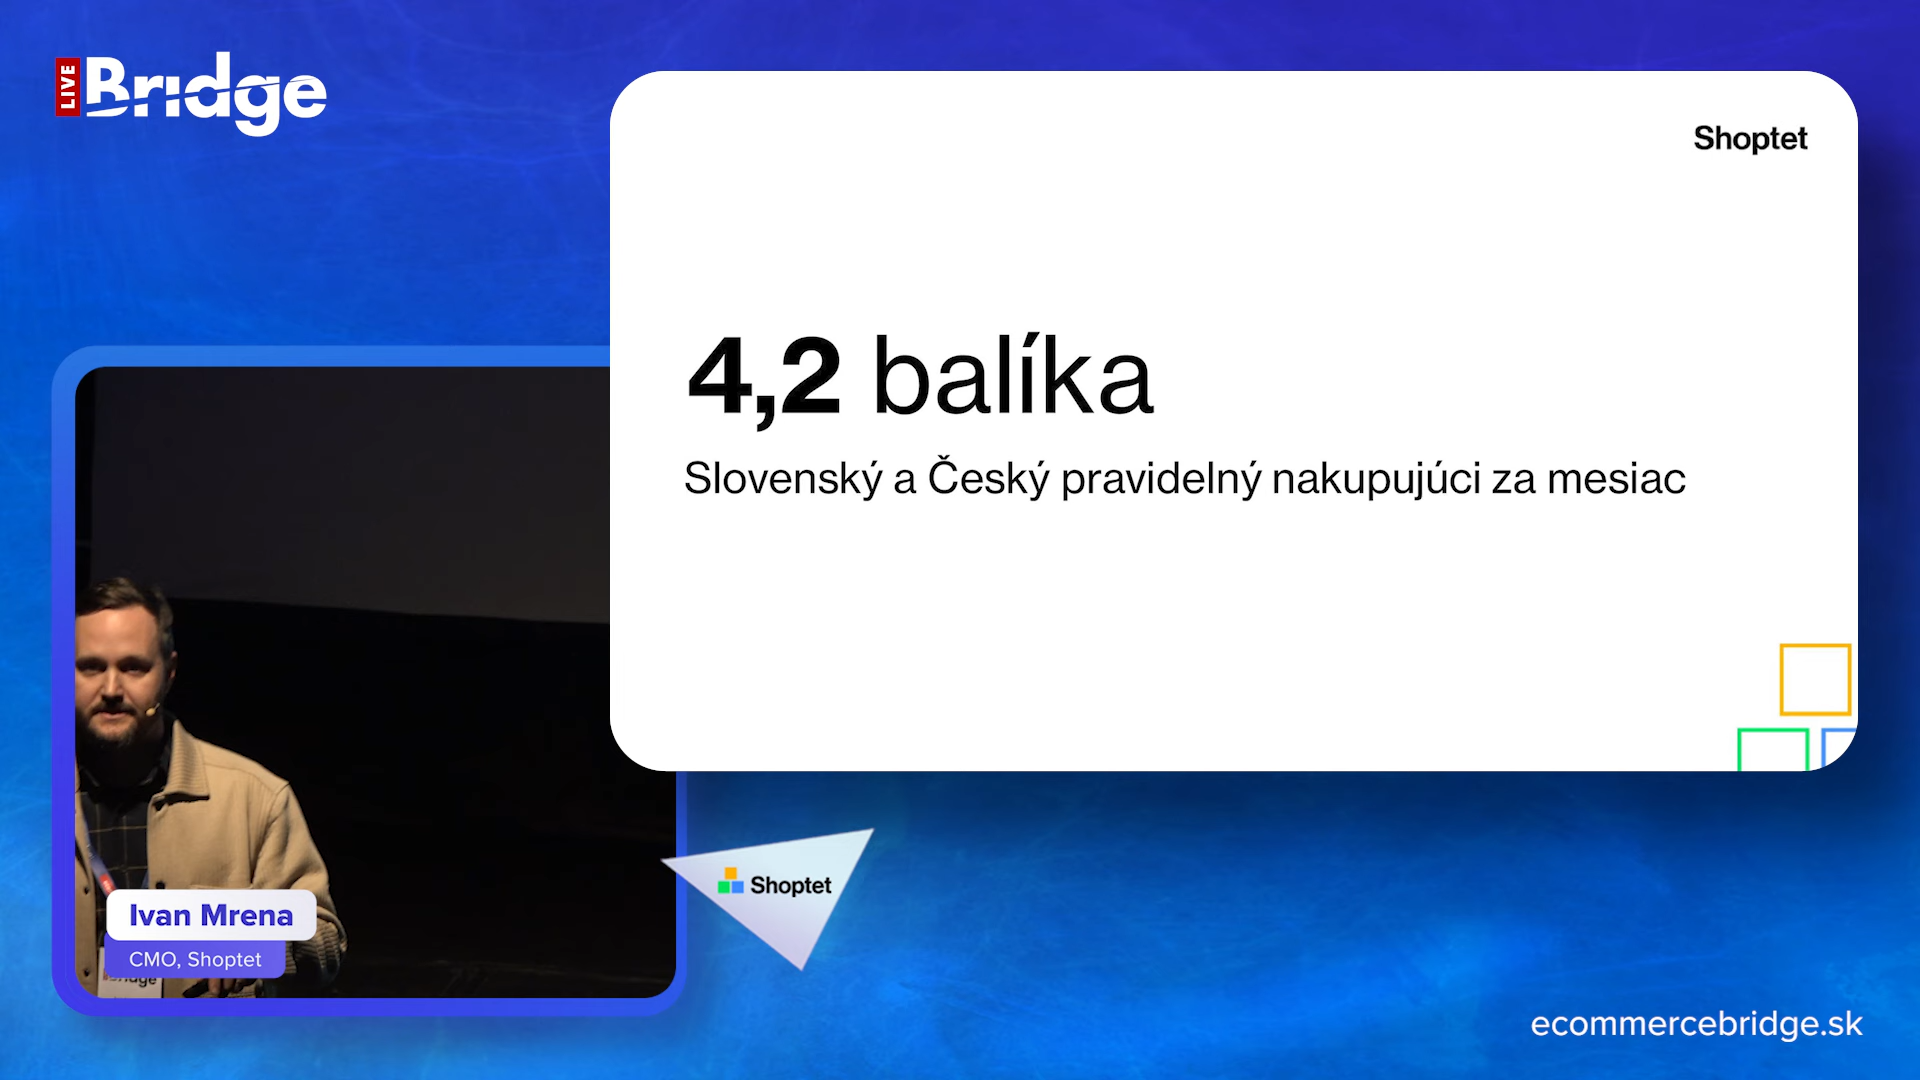 LIVE Bridge
Shoptet
4,2 balíka
Slovenský a Český pravidelný nakupujúci za mesiac
Ivan Mrena
CMO, Shoptet
Shoptet
ecommercebridge.sk